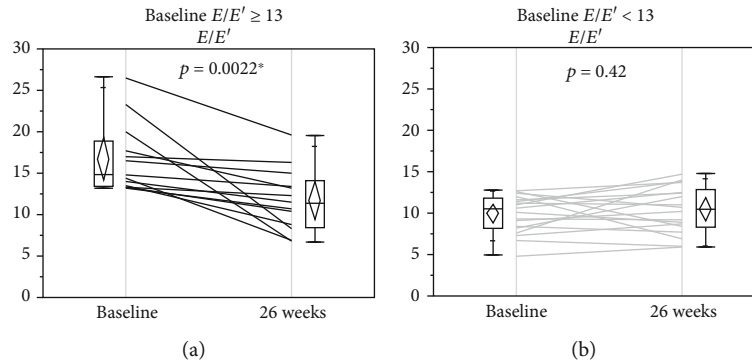 Baseline E/E′ ≥ 13
E/E′
30
25
20
15
10
5
0
p = 0.0022*
Baseline
26 weeks
(a)
Baseline E/E′ < 13
E/E′
30
25
20
15
10
5
0
p = 0.42
Baseline
26 weeks
(b)